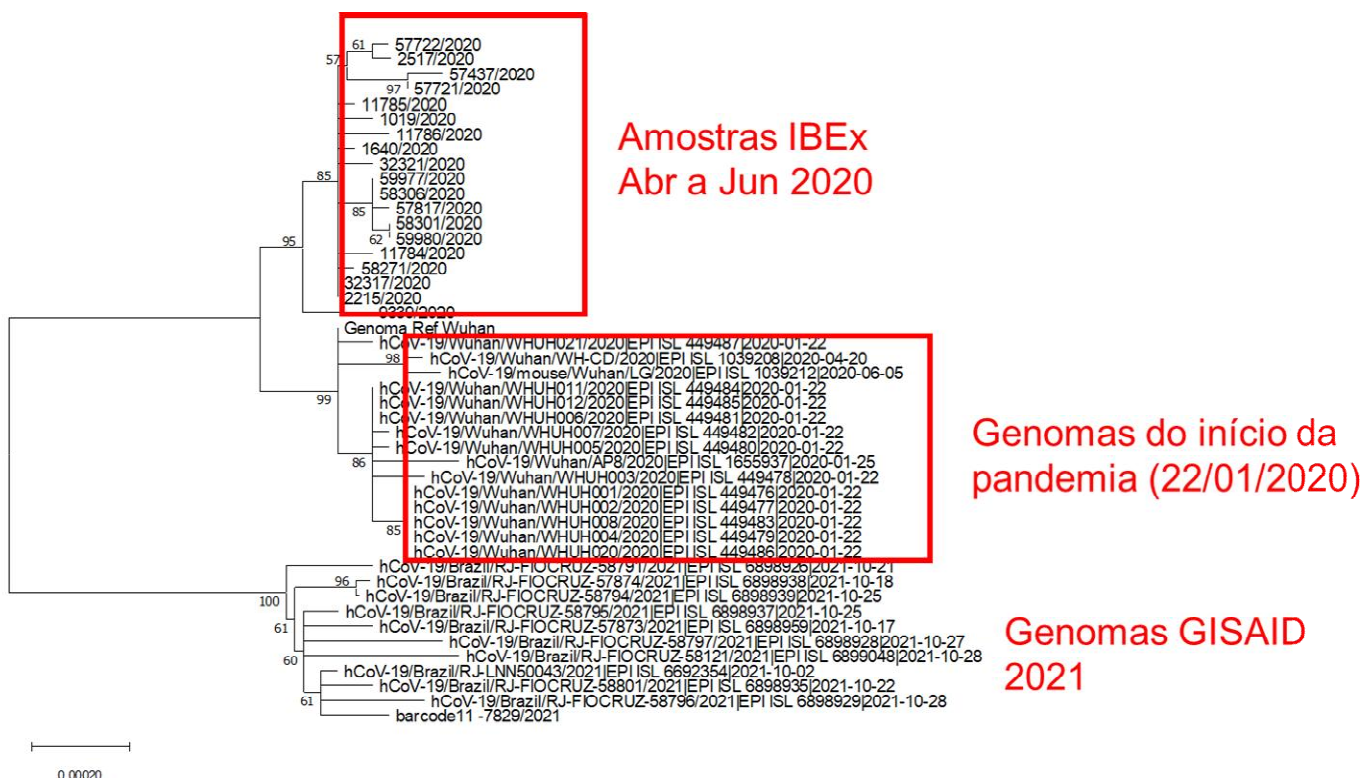 61
57722/2020
2517/2020
57
57437/2020
97
57721/2020
11785/2020
1019/2020
11786/2020
1640/2020
85
32321/2020
59977/2020
58306/2020
85
57817/2020
58301/2020
62
59980/2020
95
11784/2020
58271/2020
32317/2020
2215/2020
9339/2020
Amostras IBEx
Abr a Jun 2020
Genoma Ref Wuhan
hCoV-19/Wuhan/WHUH021/2020|EPI ISL 449487|2020-01-22
98
hCoV-19/Wuhan/WH-CD/2020|EPI ISL 1039208|2020-04-20
hCoV-19/mouse/Wuhan/LG/2020|EPI ISL 1039212|2020-06-05
99
hCoV-19/Wuhan/WHUH011/2020|EPI ISL 449484|2020-01-22
hCoV-19/Wuhan/WHUH012/2020|EPI ISL 449485|2020-01-22
hCoV-19/Wuhan/WHUH006/2020|EPI ISL 449481|2020-01-22
hCoV-19/Wuhan/WHUH007/2020|EPI ISL 449482|2020-01-22
hCoV-19/Wuhan/WHUH005/2020|EPI ISL 449480|2020-01-22
86
hCoV-19/Wuhan/AP8/2020|EPI ISL 1655937|2020-01-25
hCoV-19/Wuhan/WHUH003/2020|EPI ISL 449478|2020-01-22
hCoV-19/Wuhan/WHUH001/2020|EPI ISL 449476|2020-01-22
hCoV-19/Wuhan/WHUH002/2020|EPI ISL 449477|2020-01-22
hCoV-19/Wuhan/WHUH008/2020|EPI ISL 449483|2020-01-22
85
hCoV-19/Wuhan/WHUH004/2020|EPI ISL 449479|2020-01-22
hCoV-19/Wuhan/WHUH020/2020|EPI ISL 449486|2020-01-22
Genomas do início da
pandemia (22/01/2020)
hCoV-19/Brazil/RJ-FIOCRUZ-58791/2021|EPI ISL 6898926|2021-10-21
96
hCoV-19/Brazil/RJ-FIOCRUZ-57874/2021|EPI ISL 6898938|2021-10-18
hCoV-19/Brazil/RJ-FIOCRUZ-58794/2021|EPI ISL 6898939|2021-10-25
100
hCoV-19/Brazil/RJ-FIOCRUZ-58795/2021|EPI ISL 6898937|2021-10-25
61
hCoV-19/Brazil/RJ-FIOCRUZ-57873/2021|EPI ISL 6898959|2021-10-17
hCoV-19/Brazil/RJ-FIOCRUZ-58797/2021|EPI ISL 6898928|2021-10-27
60
hCoV-19/Brazil/RJ-FIOCRUZ-58121/2021|EPI ISL 6899048|2021-10-28
hCoV-19/Brazil/RJ-LNN50043/2021|EPI ISL 6692354|2021-10-02
hCoV-19/Brazil/RJ-FIOCRUZ-58801/2021|EPI ISL 6898935|2021-10-22
61
hCoV-19/Brazil/RJ-FIOCRUZ-58796/2021|EPI ISL 6898929|2021-10-28
barcode11 -7829/2021
Genomas GISAID
2021
0.00020